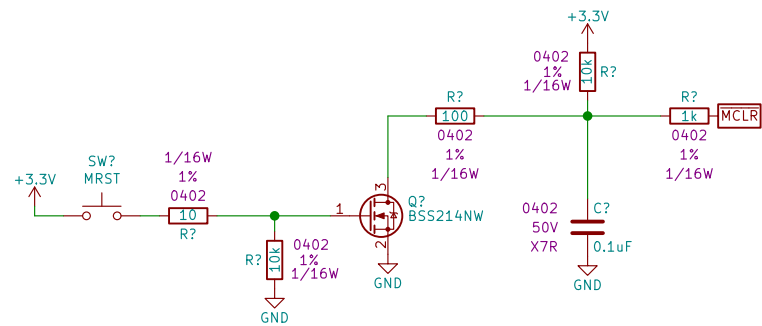 +3.3V
0402
1%
1/16W
10k
R?
R?
100
0402
1%
1/16W
R?
1k
MCLR
0402
1%
1/16W
SW?
MRST
+3.3V
1/16W
1%
0402
10
R?
R?
10k
0402
1%
1/16W
GND
1
3
2
Q?
BSS214NW
GND
0402
50V
X7R
C?
0.1uF
GND